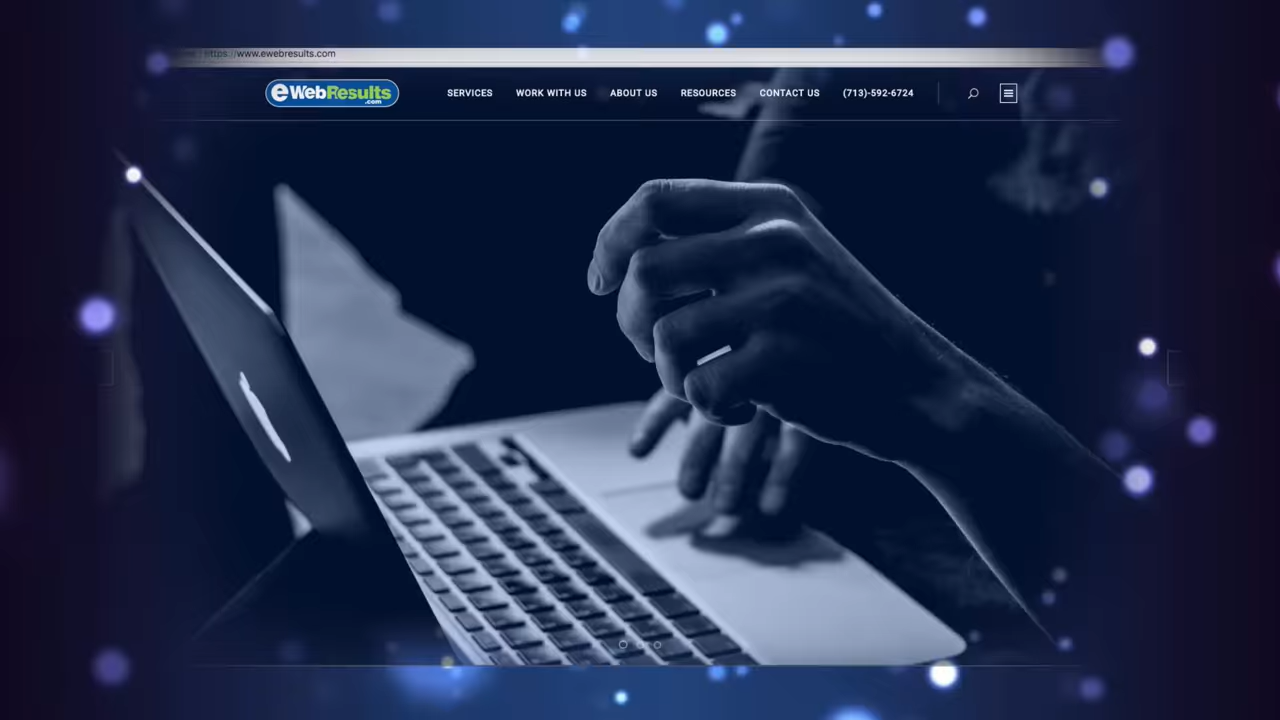 https://www.ewebresults.com
eWebResults
.com
SERVICES WORK WITH US ABOUT US RESOURCES CONTACT US (713)-592-6724